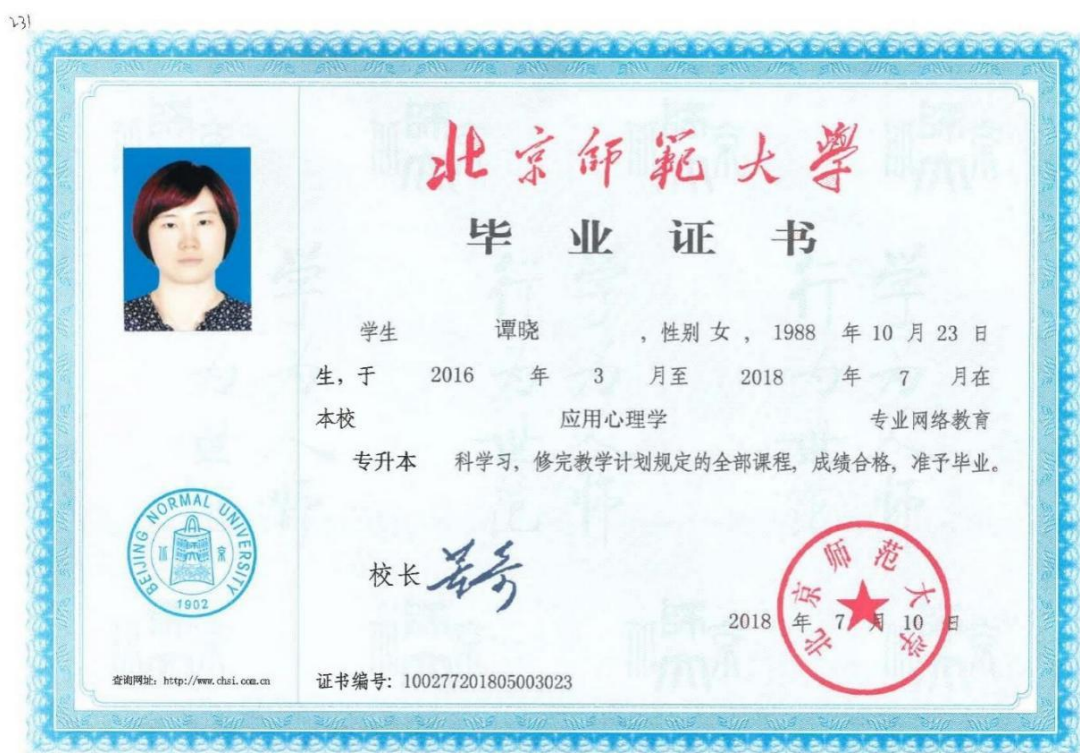 231
北京师範大學
毕业证书
学生 谭晓 , 性别 女 , 1988 年 10 月 23 日
生, 于 2016 年 3 月至 2018 年 7 月在
本校 应用心理学 专业网络教育
专升本 科学习, 修完教学计划规定的全部课程, 成绩合格, 准予毕业。
BEIJING NORMAL UNIVERSITY
北京
1902
校长
北京师范大学
2018 年 7 月 10 日
查询网址: http://www.chsi.com.cn
证书编号: 100277201805003023